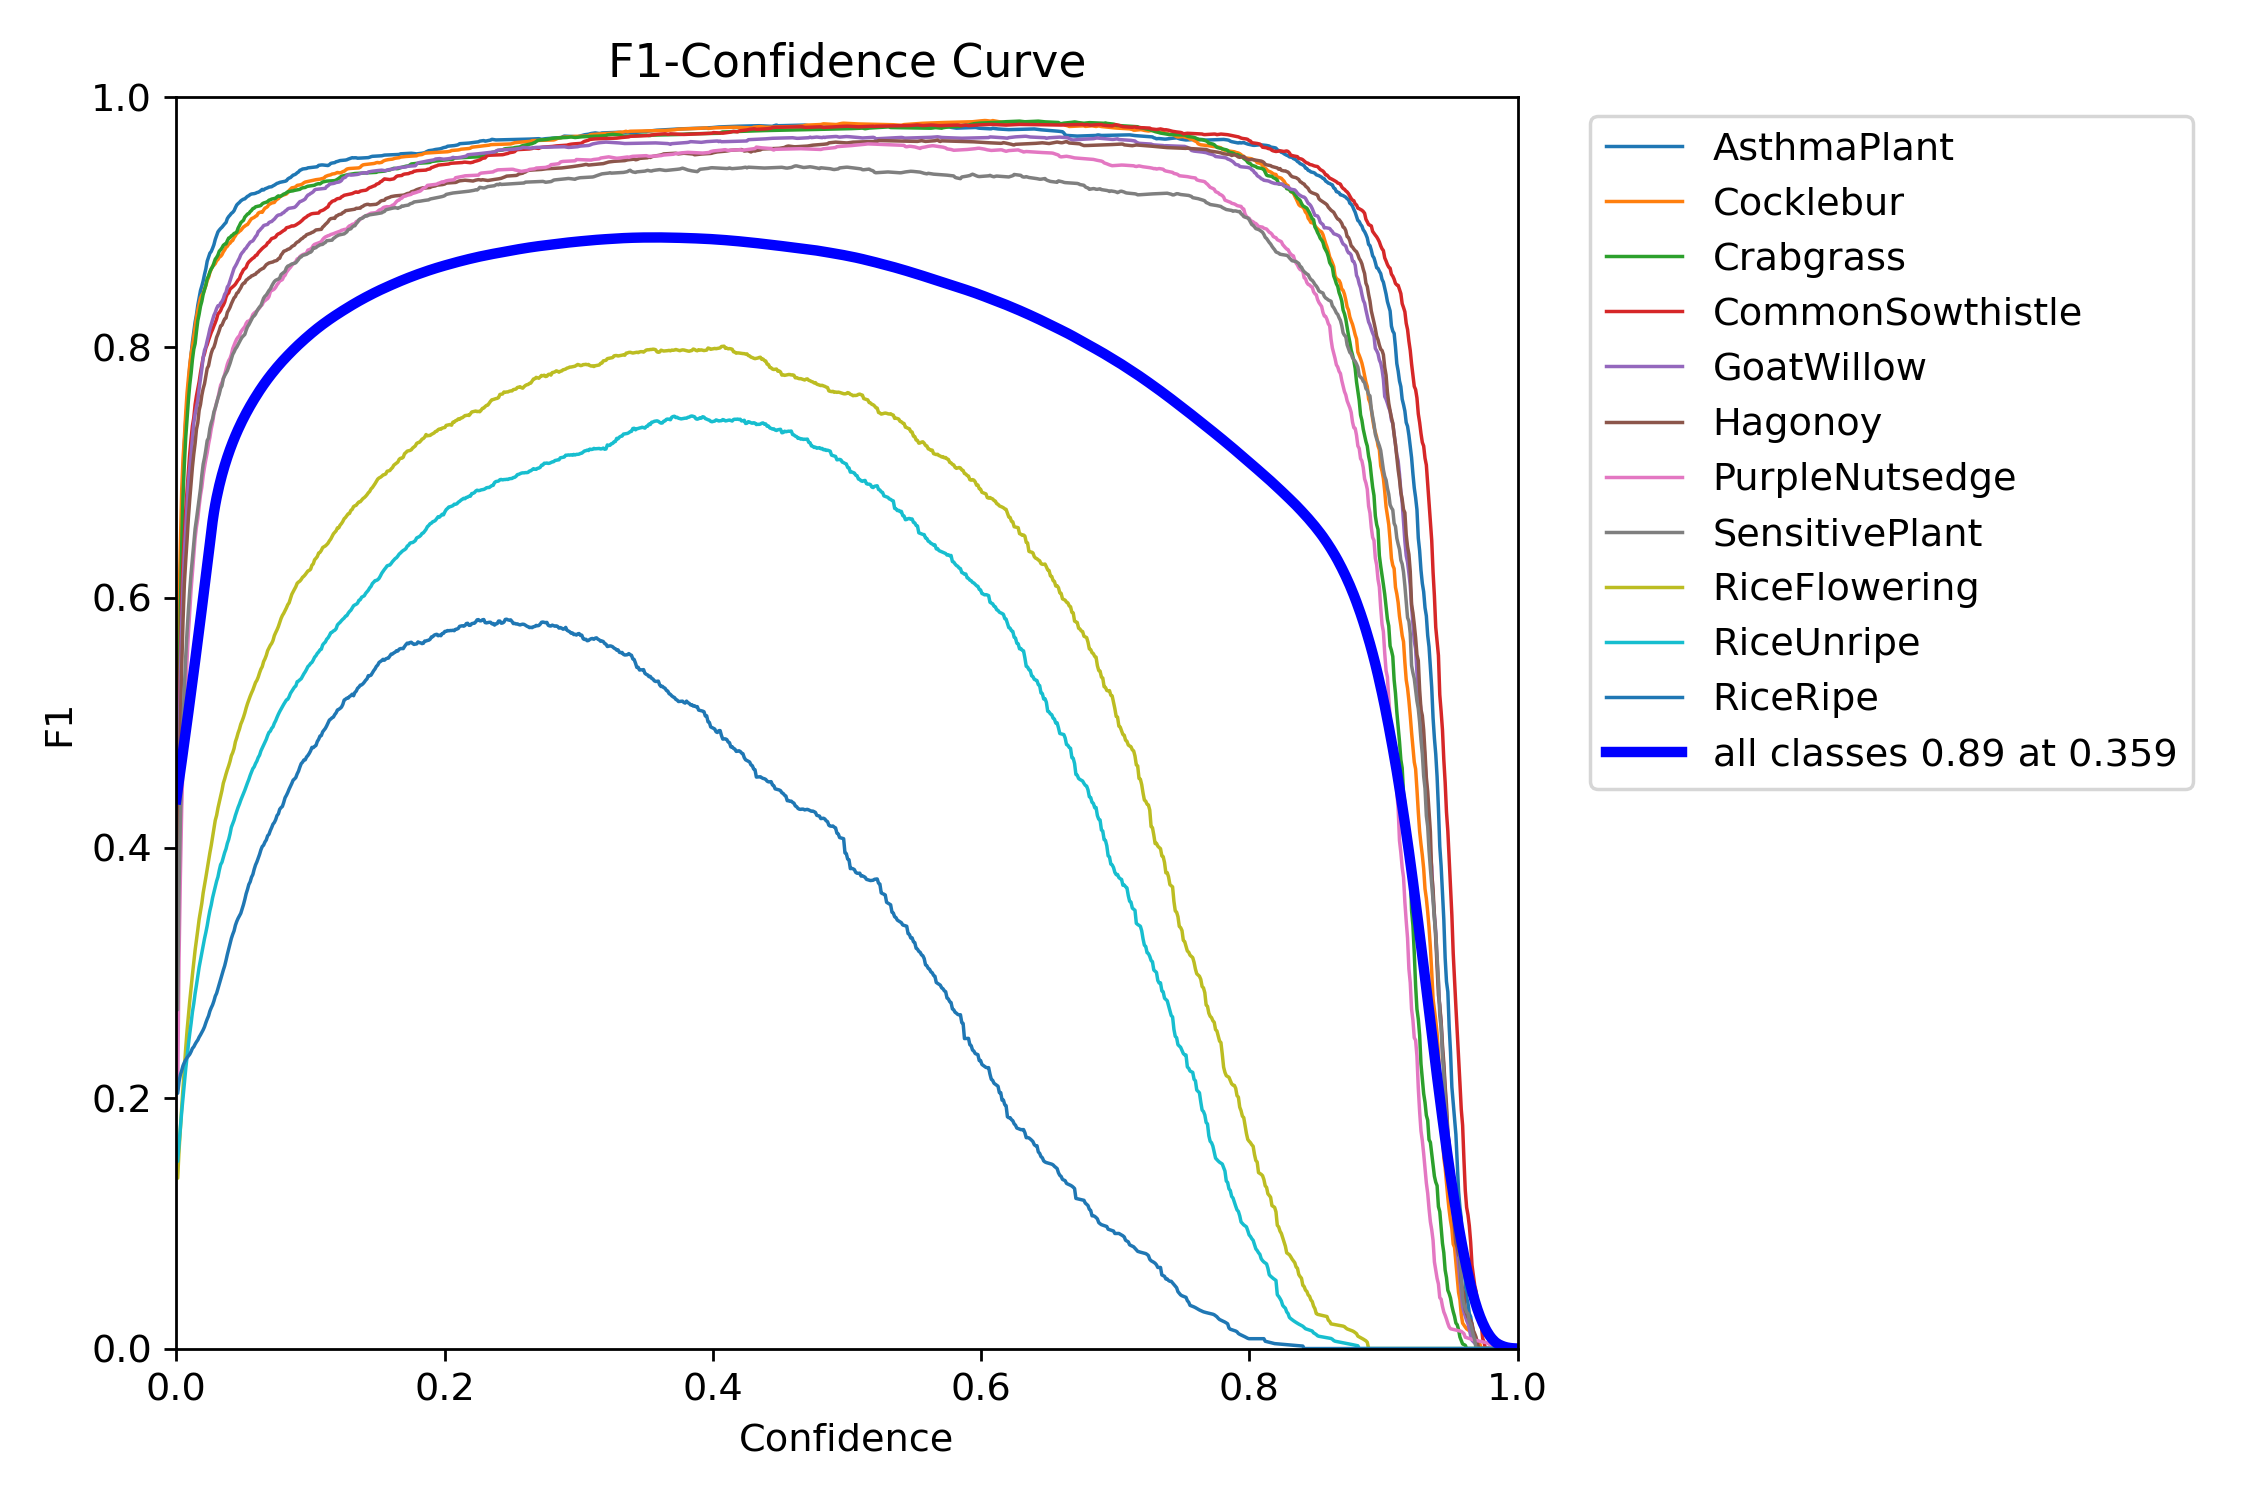 F1-Confidence Curve
1.0
0.8
0.6
0.4
0.2
0.0
F1
0.0 0.2 0.4 0.6 0.8 1.0
Confidence
AsthmaPlant
Cocklebur
Crabgrass
CommonSowthistle
GoatWillow
Hagonoy
PurpleNutsedge
SensitivePlant
RiceFlowering
RiceUnripe
RiceRipe
all classes 0.89 at 0.359